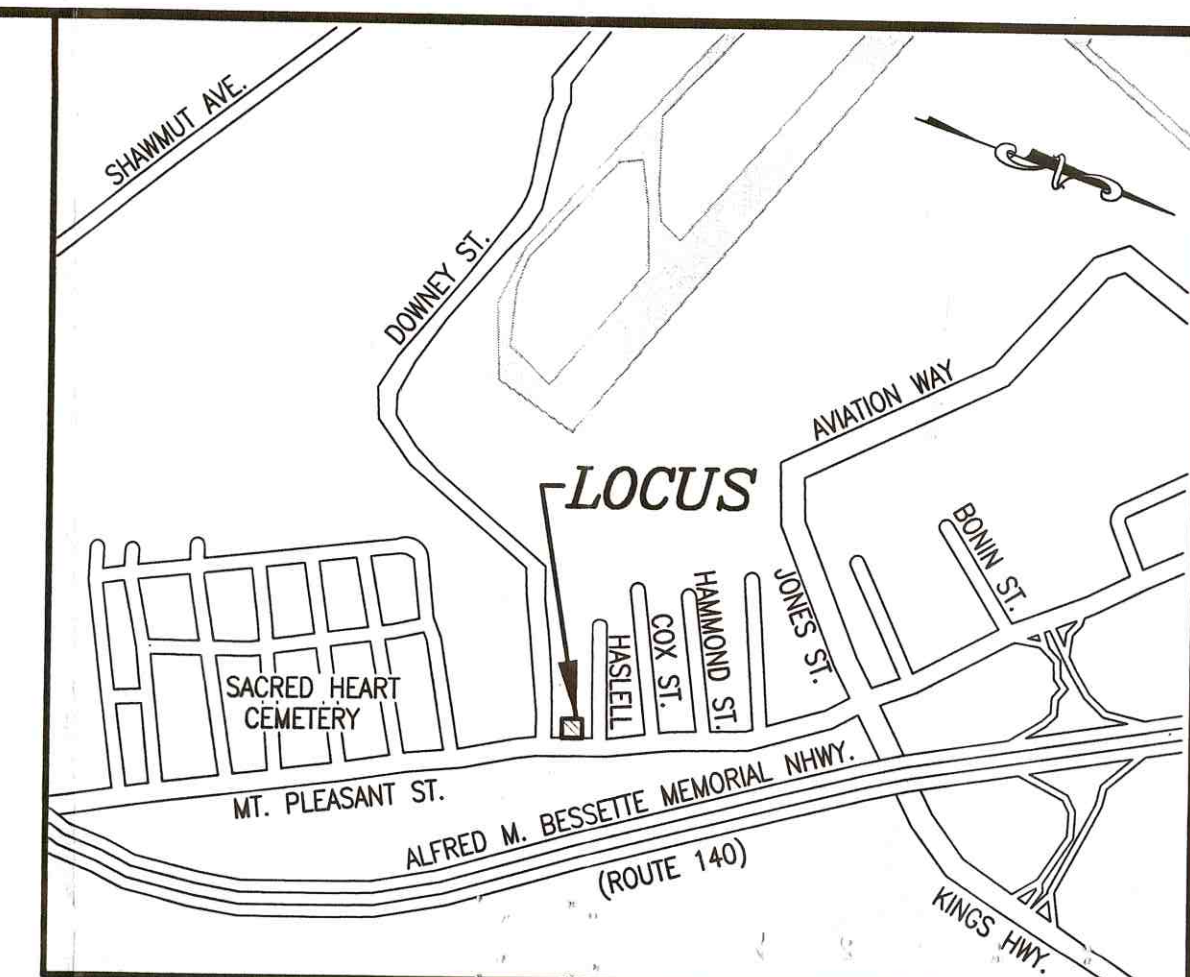 SHAWMUT AVE.
DOWNEY ST.
AVIATION WAY
LOCUS
BONIN ST.
JONES ST.
HAMMOND ST.
COX ST.
HASLELL
SACRED HEART
CEMETERY
MT. PLEASANT ST.
ALFRED M. BESSETTE MEMORIAL NHWY.
(ROUTE 140)
KINGS HWY.